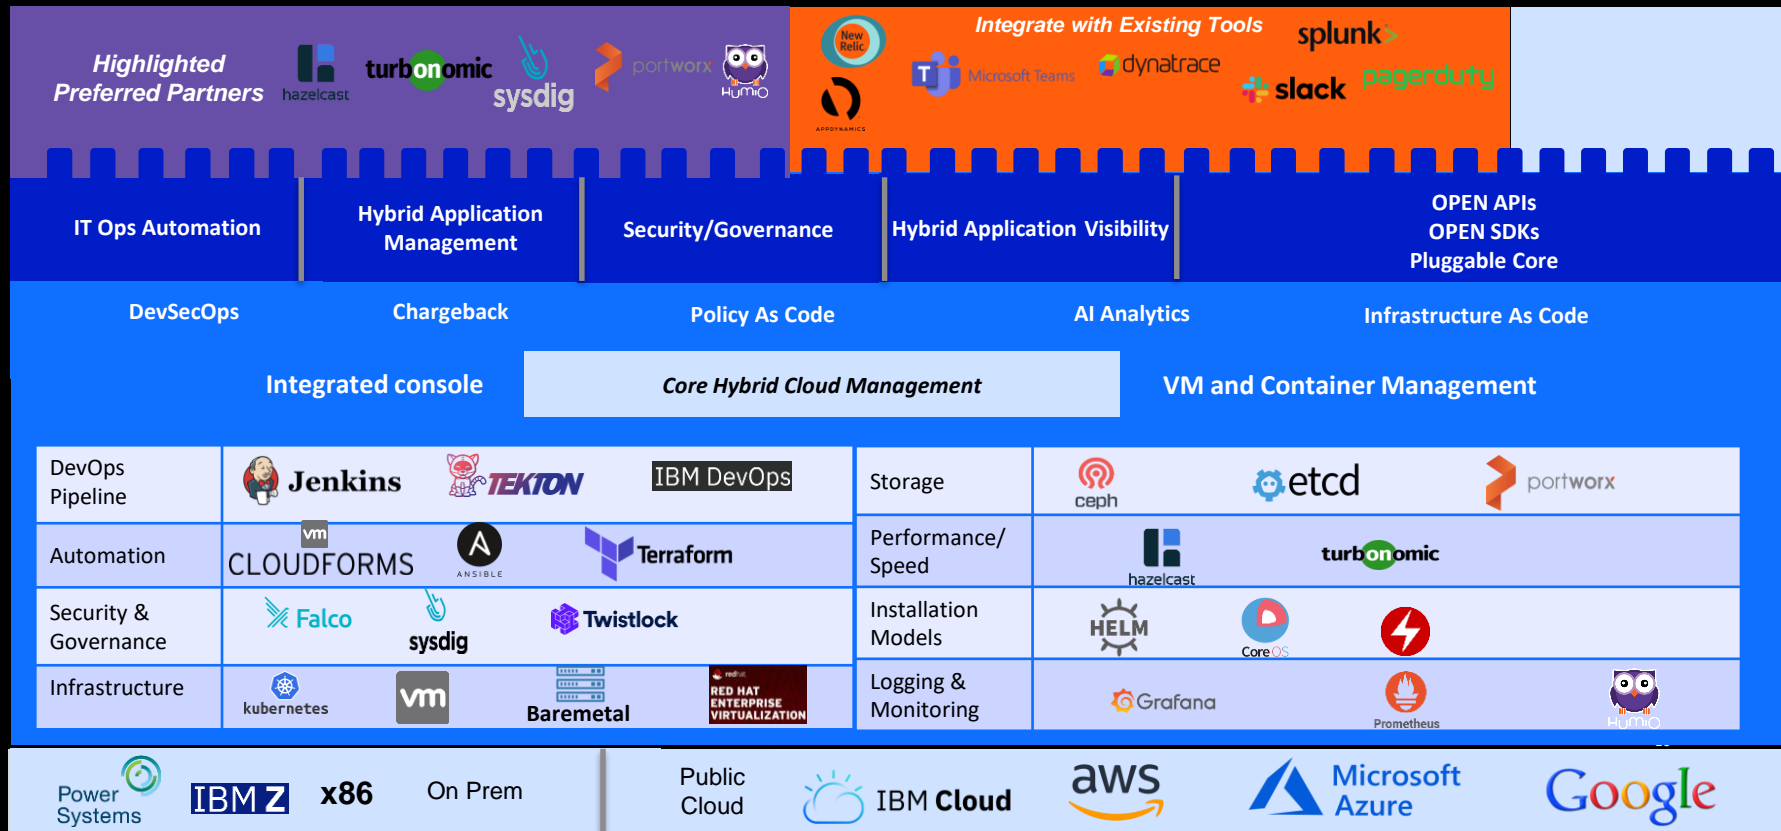 Highlighted
Preferred Partners
hazelcast
turbonomic
sysdig
portworx
HumiO
New
Relic
APPDYNAMICS
Integrate with Existing Tools
T
Microsoft Teams
dynatrace
splunk>
slack
pagerduty
IT Ops Automation
Hybrid Application
Management
Security/Governance
Hybrid Application Visibility
OPEN APIs
OPEN SDKs
Pluggable Core
DevSecOps
Chargeback
Policy As Code
AI Analytics
Infrastructure As Code
Integrated console
Core Hybrid Cloud Management
VM and Container Management
DevOps
Pipeline
Jenkins
TEKTON
IBM DevOps
Storage
ceph
etcd
portworx
Automation
vm
CLOUDFORMS
A
ANSIBLE
Terraform
Performance/
Speed
hazelcast
turbonomic
Security &
Governance
Falco
sysdig
Twistlock
Installation
Models
HELM
CoreOS
Infrastructure
kubernetes
vm
Baremetal
redhat
RED HAT
ENTERPRISE
VIRTUALIZATION
Logging &
Monitoring
Grafana
Prometheus
HumiO
Power
Systems
IBM Z
x86
On Prem
Public
Cloud
IBM Cloud
aws
Microsoft
Azure
Google